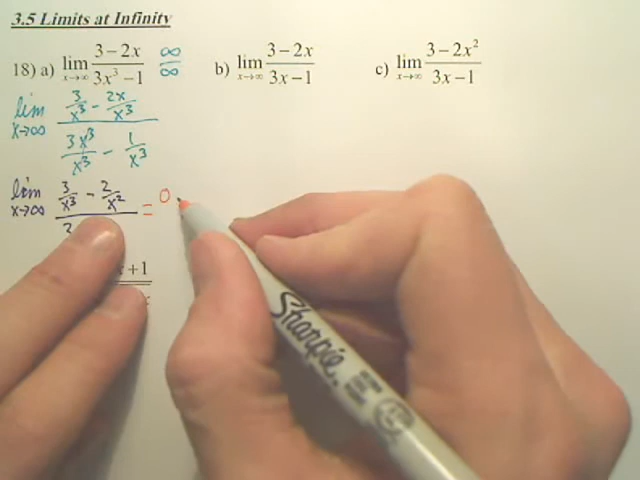 3.5 Limits at Infinity
18) a) lim x→∞ (3 − 2x)/(3x³ − 1) ∞/∞ b) lim x→∞ (3 − 2x)/(3x − 1) c) lim x→∞ (3 − 2x²)/(3x − 1)
lim x→∞ (3/x³ − 2x/x³)/(3x³/x³ − 1/x³)
lim x→∞ 3/x³ − 2/x² = 0
x + 1
Sharpie